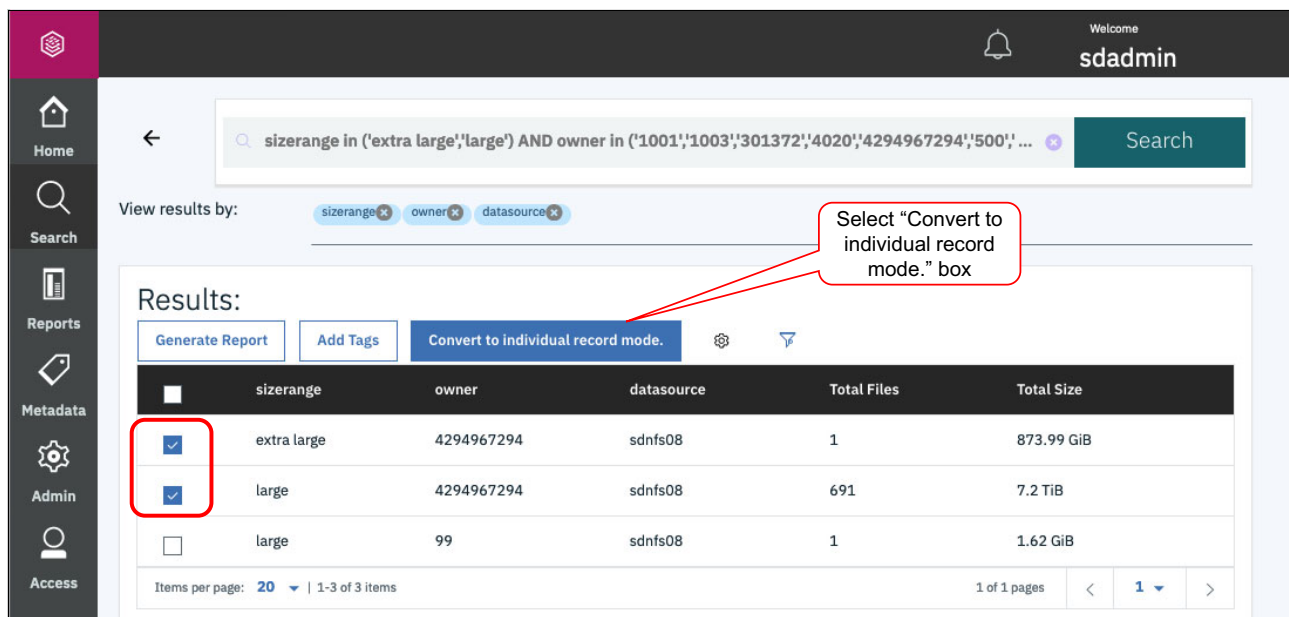 Welcome
sdadmin
Home
Search
Reports
Metadata
Admin
Access
sizerange in ('extra large','large') AND owner in ('1001','1003','301372','4020','4294967294','500',' ...
Search
View results by:
sizerange
owner
datasource
Select “Convert to
individual record
mode.” box
Results:
Generate Report
Add Tags
Convert to individual record mode.
sizerange owner datasource Total Files Total Size
extra large 4294967294 sdnfs08 1 873.99 GiB
large 4294967294 sdnfs08 691 7.2 TiB
large 99 sdnfs08 1 1.62 GiB
Items per page: 20 | 1-3 of 3 items 1 of 1 pages 1